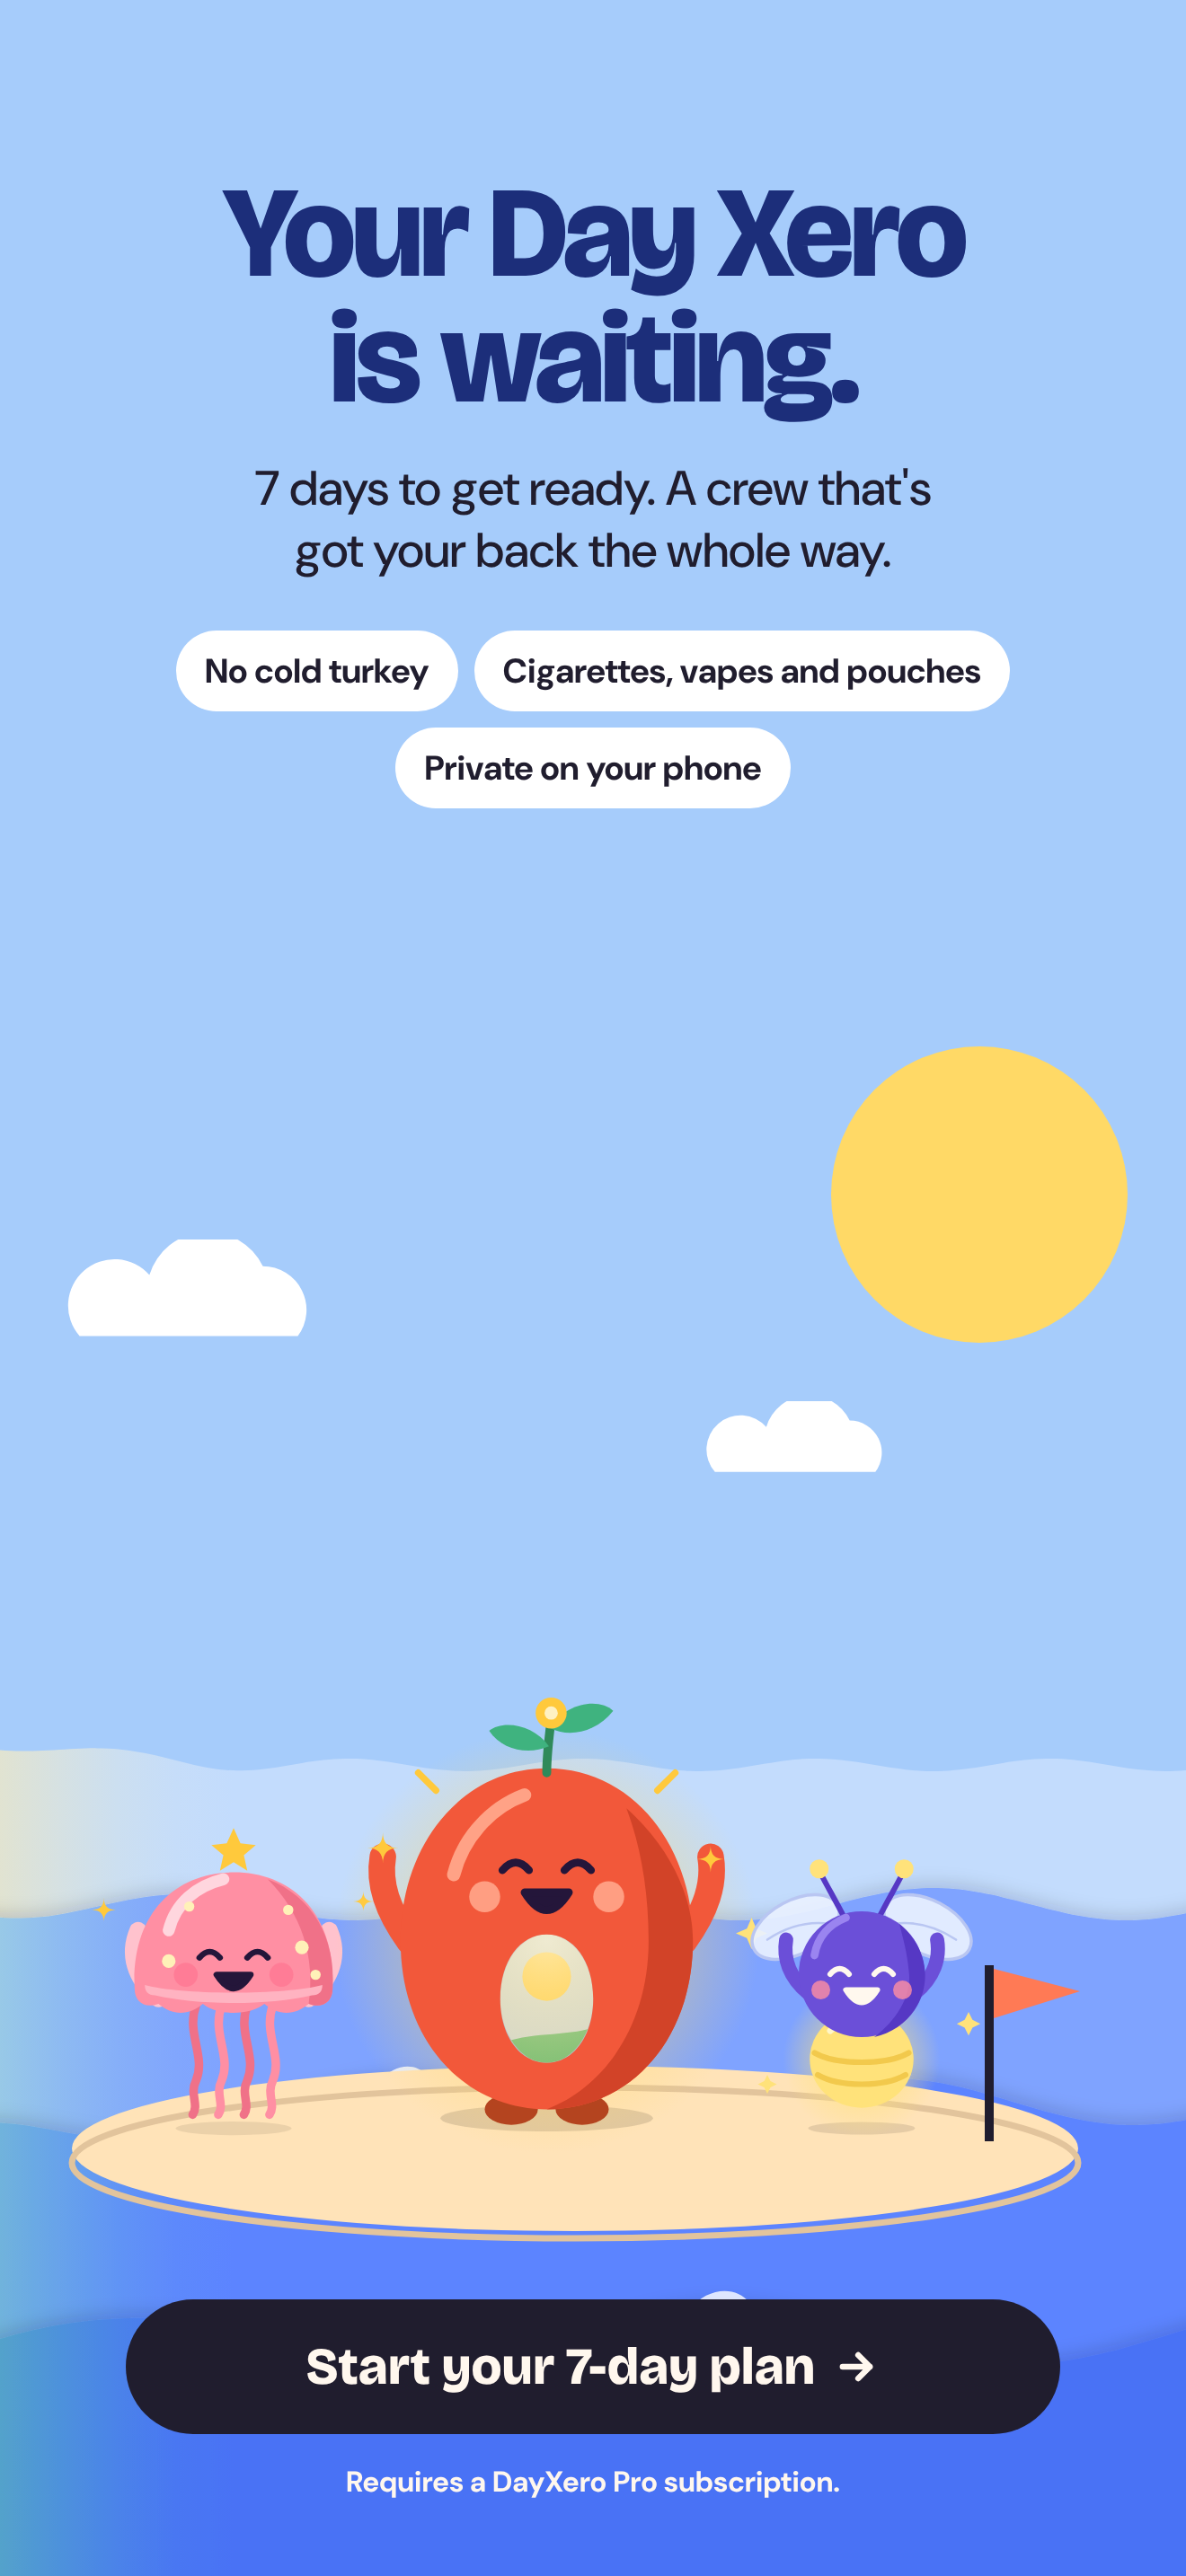 Your Day Xero
is waiting.
7 days to get ready. A crew that's
got your back the whole way.
No cold turkey
Cigarettes, vapes and pouches
Private on your phone
Start your 7-day plan →
Requires a DayXero Pro subscription.